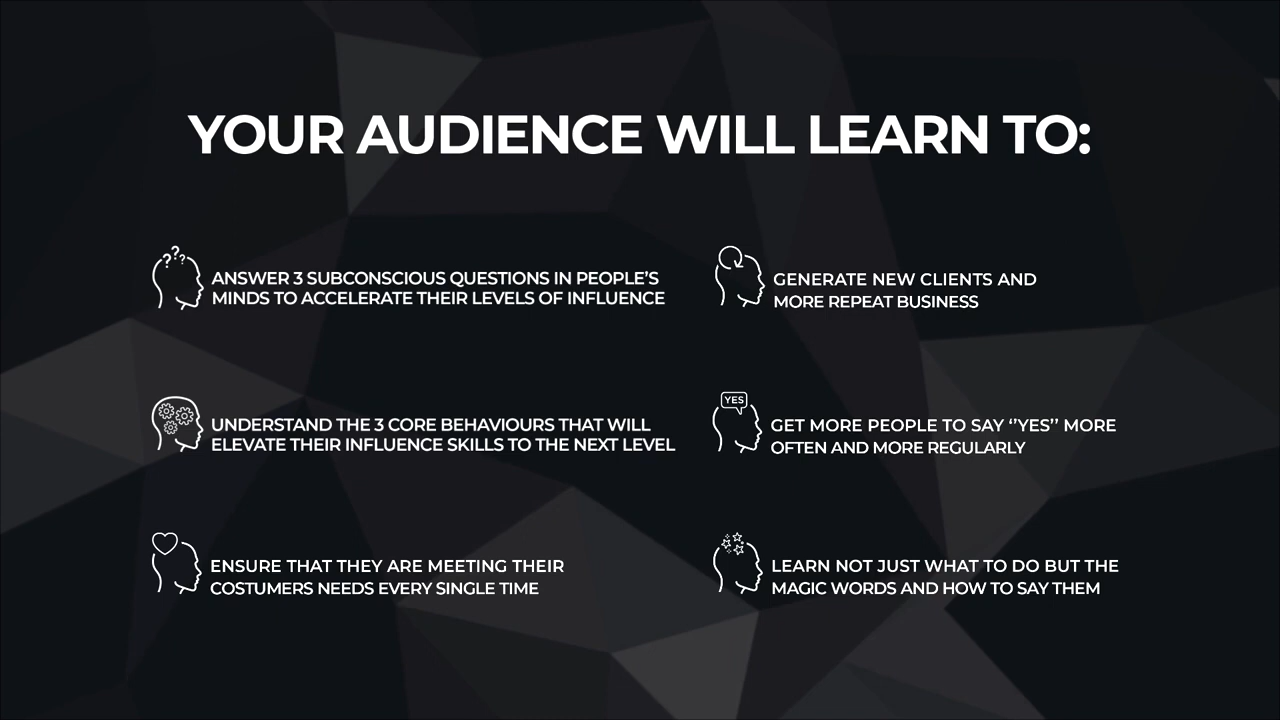 YOUR AUDIENCE WILL LEARN TO:
ANSWER 3 SUBCONSCIOUS QUESTIONS IN PEOPLE'S
MINDS TO ACCELERATE THEIR LEVELS OF INFLUENCE
GENERATE NEW CLIENTS AND
MORE REPEAT BUSINESS
UNDERSTAND THE 3 CORE BEHAVIOURS THAT WILL
ELEVATE THEIR INFLUENCE SKILLS TO THE NEXT LEVEL
YES
GET MORE PEOPLE TO SAY ‘’YES’’ MORE
OFTEN AND MORE REGULARLY
ENSURE THAT THEY ARE MEETING THEIR
COSTUMERS NEEDS EVERY SINGLE TIME
LEARN NOT JUST WHAT TO DO BUT THE
MAGIC WORDS AND HOW TO SAY THEM